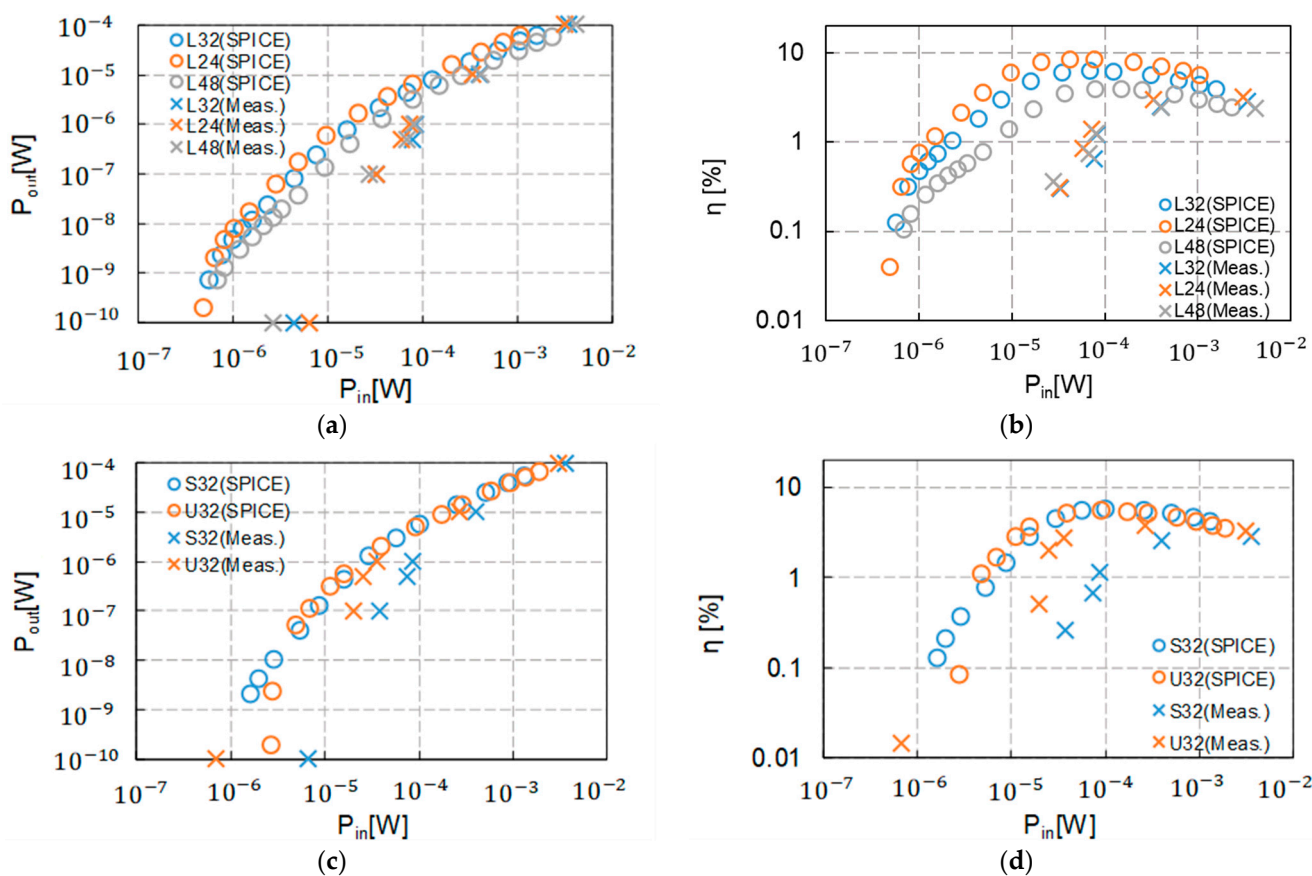 10⁻⁴
10⁻⁵
10⁻⁶
10⁻⁷
10⁻⁸
10⁻⁹
10⁻¹⁰
P_out[W]
L32(SPICE)
L24(SPICE)
L48(SPICE)
L32(Meas.)
L24(Meas.)
L48(Meas.)
10⁻⁷ 10⁻⁶ 10⁻⁵ 10⁻⁴ 10⁻³ 10⁻²
P_in[W]
(a)
10
1
0.1
0.01
η [%]
L32(SPICE)
L24(SPICE)
L48(SPICE)
L32(Meas.)
L24(Meas.)
L48(Meas.)
10⁻⁷ 10⁻⁶ 10⁻⁵ 10⁻⁴ 10⁻³ 10⁻²
P_in[W]
(b)
10⁻⁴
10⁻⁵
10⁻⁶
10⁻⁷
10⁻⁸
10⁻⁹
10⁻¹⁰
P_out[W]
S32(SPICE)
U32(SPICE)
S32(Meas.)
U32(Meas.)
10⁻⁷ 10⁻⁶ 10⁻⁵ 10⁻⁴ 10⁻³ 10⁻²
P_in[W]
(c)
10
1
0.1
0.01
η [%]
S32(SPICE)
U32(SPICE)
S32(Meas.)
U32(Meas.)
10⁻⁷ 10⁻⁶ 10⁻⁵ 10⁻⁴ 10⁻³ 10⁻²
P_in[W]
(d)